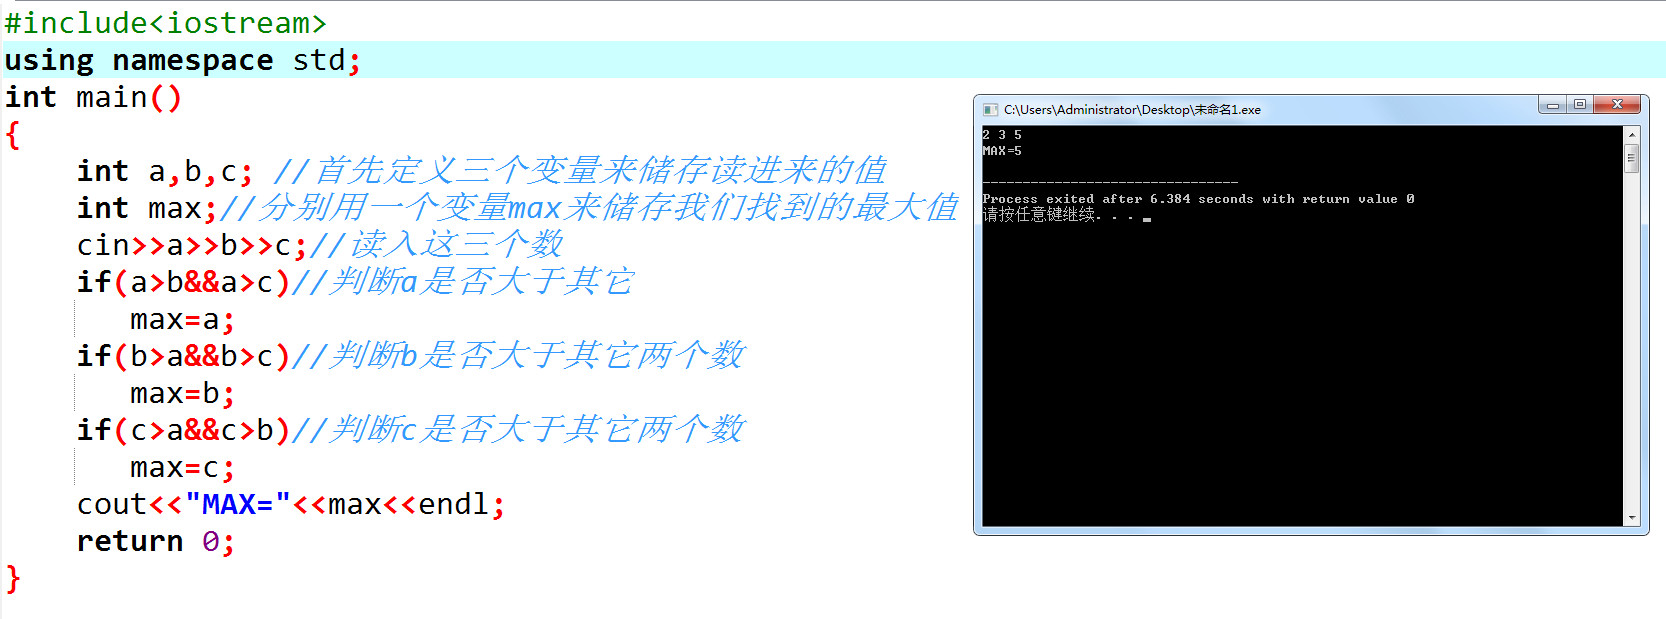 #include<iostream>
using namespace std;
int main()
{
int a,b,c; //首先定义三个变量来储存读进来的值
int max;//分别用一个变量max来储存我们找到的最大值
cin>>a>>b>>c;//读入这三个数
if(a>b&&a>c)//判断a是否大于其它
max=a;
if(b>a&&b>c)//判断b是否大于其它两个数
max=b;
if(c>a&&c>b)//判断c是否大于其它两个数
max=c;
cout<<"MAX="<<max<<endl;
return 0;
}
C:\Users\Administrator\Desktop\未命名1.exe
2 3 5
MAX=5
--------------------------------
Process exited after 6.384 seconds with return value 0
请按任意键继续. . .